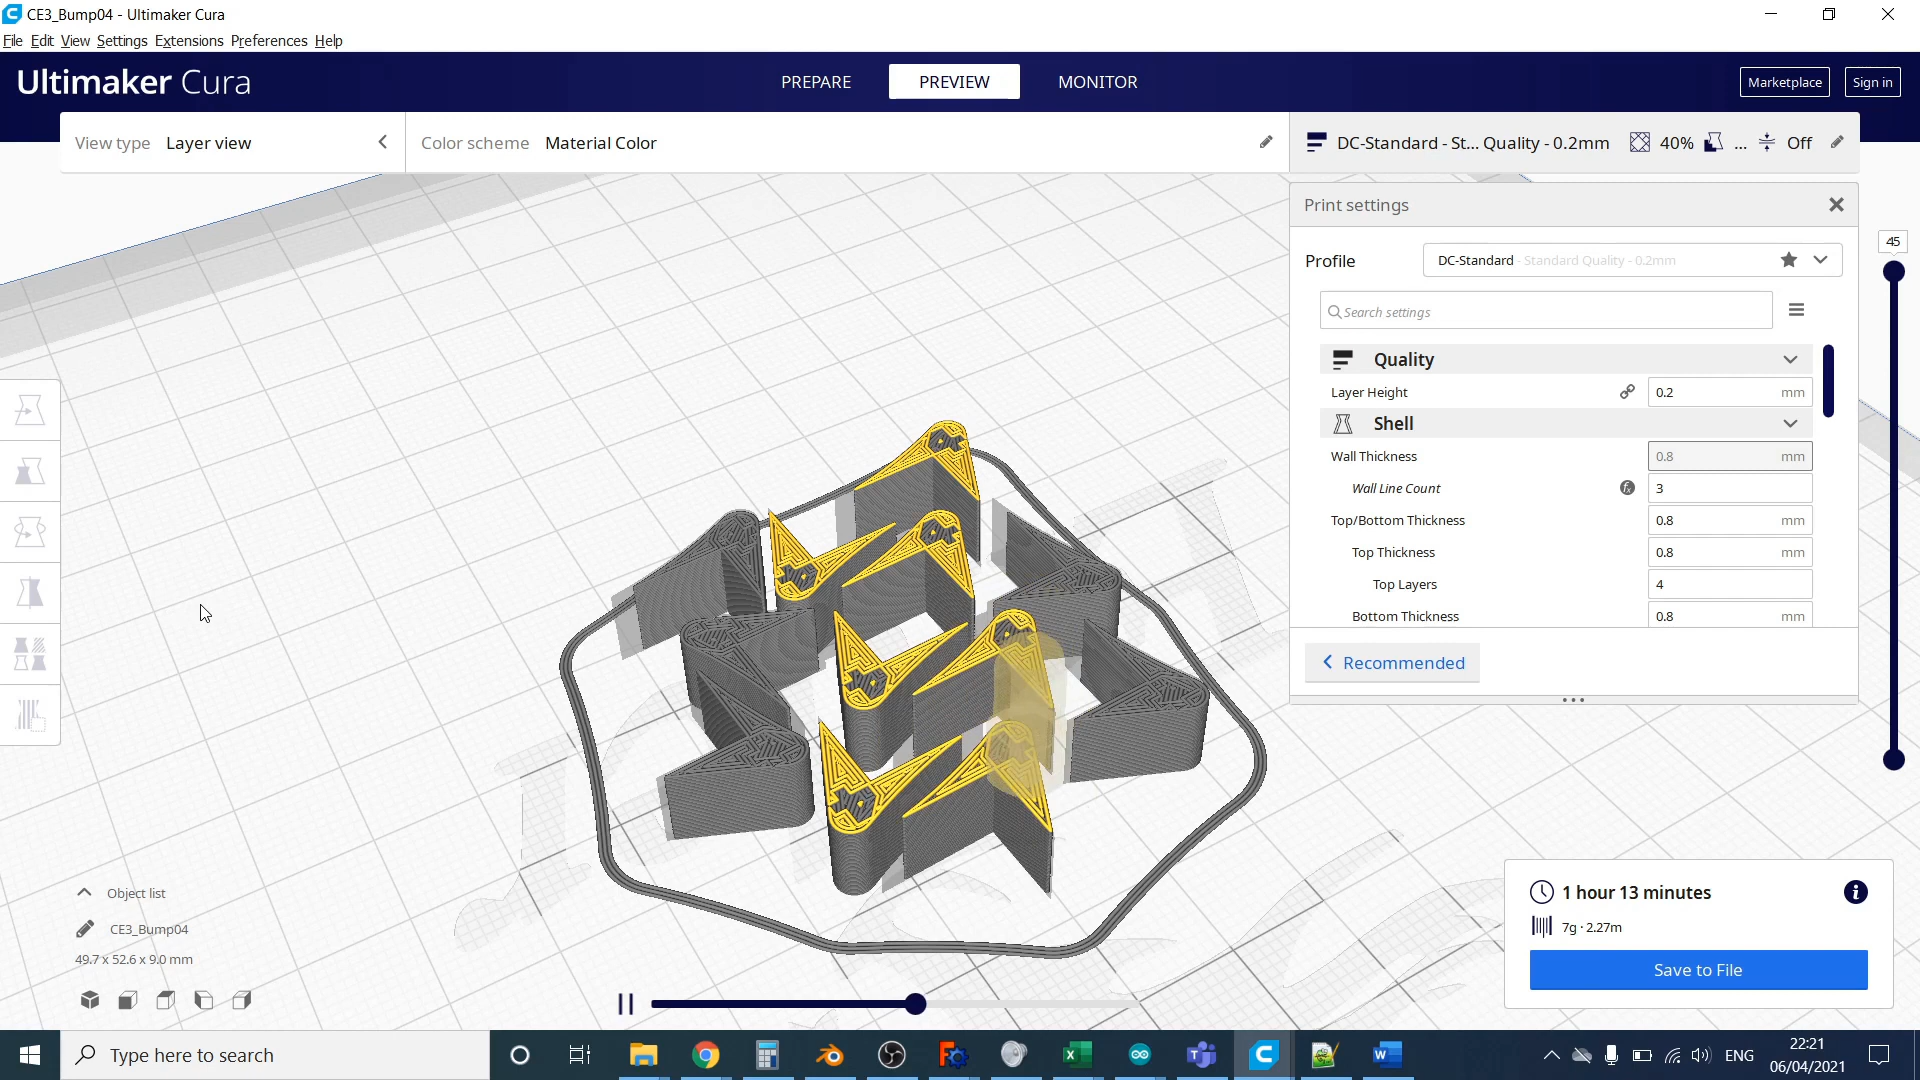 CE3_Bump04 - Ultimaker Cura
File Edit View Settings Extensions Preferences Help
Ultimaker Cura
PREPARE PREVIEW MONITOR
Marketplace Sign in
View type Layer view
Color scheme Material Color
DC-Standard - St... Quality - 0.2mm 40% ... Off
Print settings
Profile DC-Standard - Standard Quality - 0.2mm
45
Search settings
Quality
Layer Height 0.2 mm
Shell
Wall Thickness 0.8 mm
Wall Line Count 3
Top/Bottom Thickness 0.8 mm
Top Thickness 0.8 mm
Top Layers 4
Bottom Thickness 0.8 mm
Recommended
Object list
CE3_Bump04
49.7 x 52.6 x 9.0 mm
1 hour 13 minutes
7g · 2.27m
Save to File
Type here to search
ENG
22:21
06/04/2021